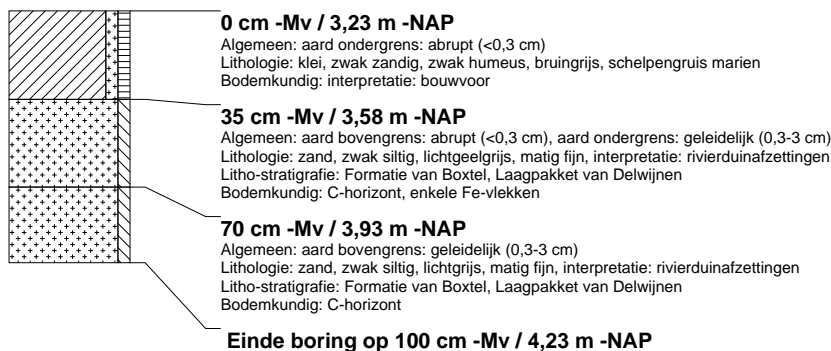 0 cm -Mv / 3,23 m -NAP
Algemeen: aard ondergrens: abrupt (<0,3 cm)
Lithologie: klei, zwak zandig, zwak humeus, bruingrijs, schelpengruis marien
Bodemkundig: interpretatie: bouwvoor
35 cm -Mv / 3,58 m -NAP
Algemeen: aard bovengrens: abrupt (<0,3 cm), aard ondergrens: geleidelijk (0,3-3 cm)
Lithologie: zand, zwak siltig, lichtgeelgrijs, matig fijn, interpretatie: rivierduinafzettingen
Litho-stratigrafie: Formatie van Boxtel, Laagpakket van Delwijnen
Bodemkundig: C-horizont, enkele Fe-vlekken
70 cm -Mv / 3,93 m -NAP
Algemeen: aard bovengrens: geleidelijk (0,3-3 cm)
Lithologie: zand, zwak siltig, lichtgrijs, matig fijn, interpretatie: rivierduinafzettingen
Litho-stratigrafie: Formatie van Boxtel, Laagpakket van Delwijnen
Bodemkundig: C-horizont
Einde boring op 100 cm -Mv / 4,23 m -NAP